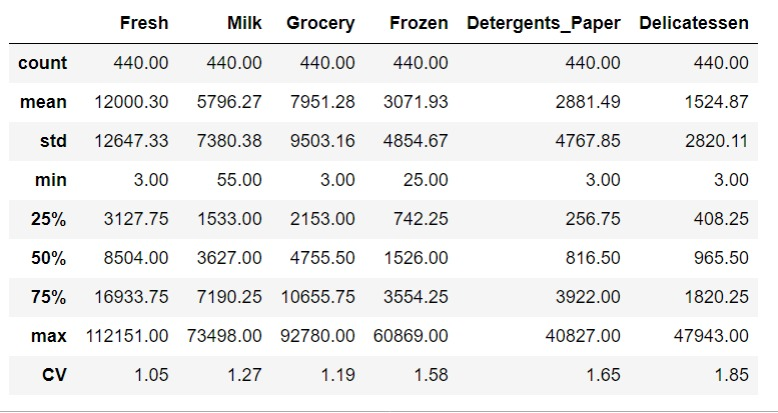 Fresh Milk Grocery Frozen Detergents_Paper Delicatessen
count 440.00 440.00 440.00 440.00 440.00 440.00
mean 12000.30 5796.27 7951.28 3071.93 2881.49 1524.87
std 12647.33 7380.38 9503.16 4854.67 4767.85 2820.11
min 3.00 55.00 3.00 25.00 3.00 3.00
25% 3127.75 1533.00 2153.00 742.25 256.75 408.25
50% 8504.00 3627.00 4755.50 1526.00 816.50 965.50
75% 16933.75 7190.25 10655.75 3554.25 3922.00 1820.25
max 112151.00 73498.00 92780.00 60869.00 40827.00 47943.00
CV 1.05 1.27 1.19 1.58 1.65 1.85